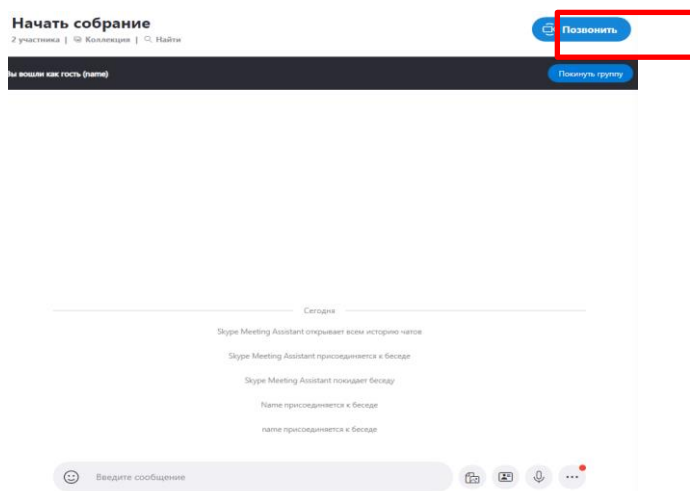 Начать собрание
Позвонить
2 участника | Коллекция | Найти
Вы вошли как гость (name)
Покинуть группу
Сегодня
Skype Meeting Assistant открывает всем историю чатов
Skype Meeting Assistant присоединяется к беседе
Skype Meeting Assistant покидает беседу
Name присоединяется к беседе
name присоединяется к беседе
Введите сообщение